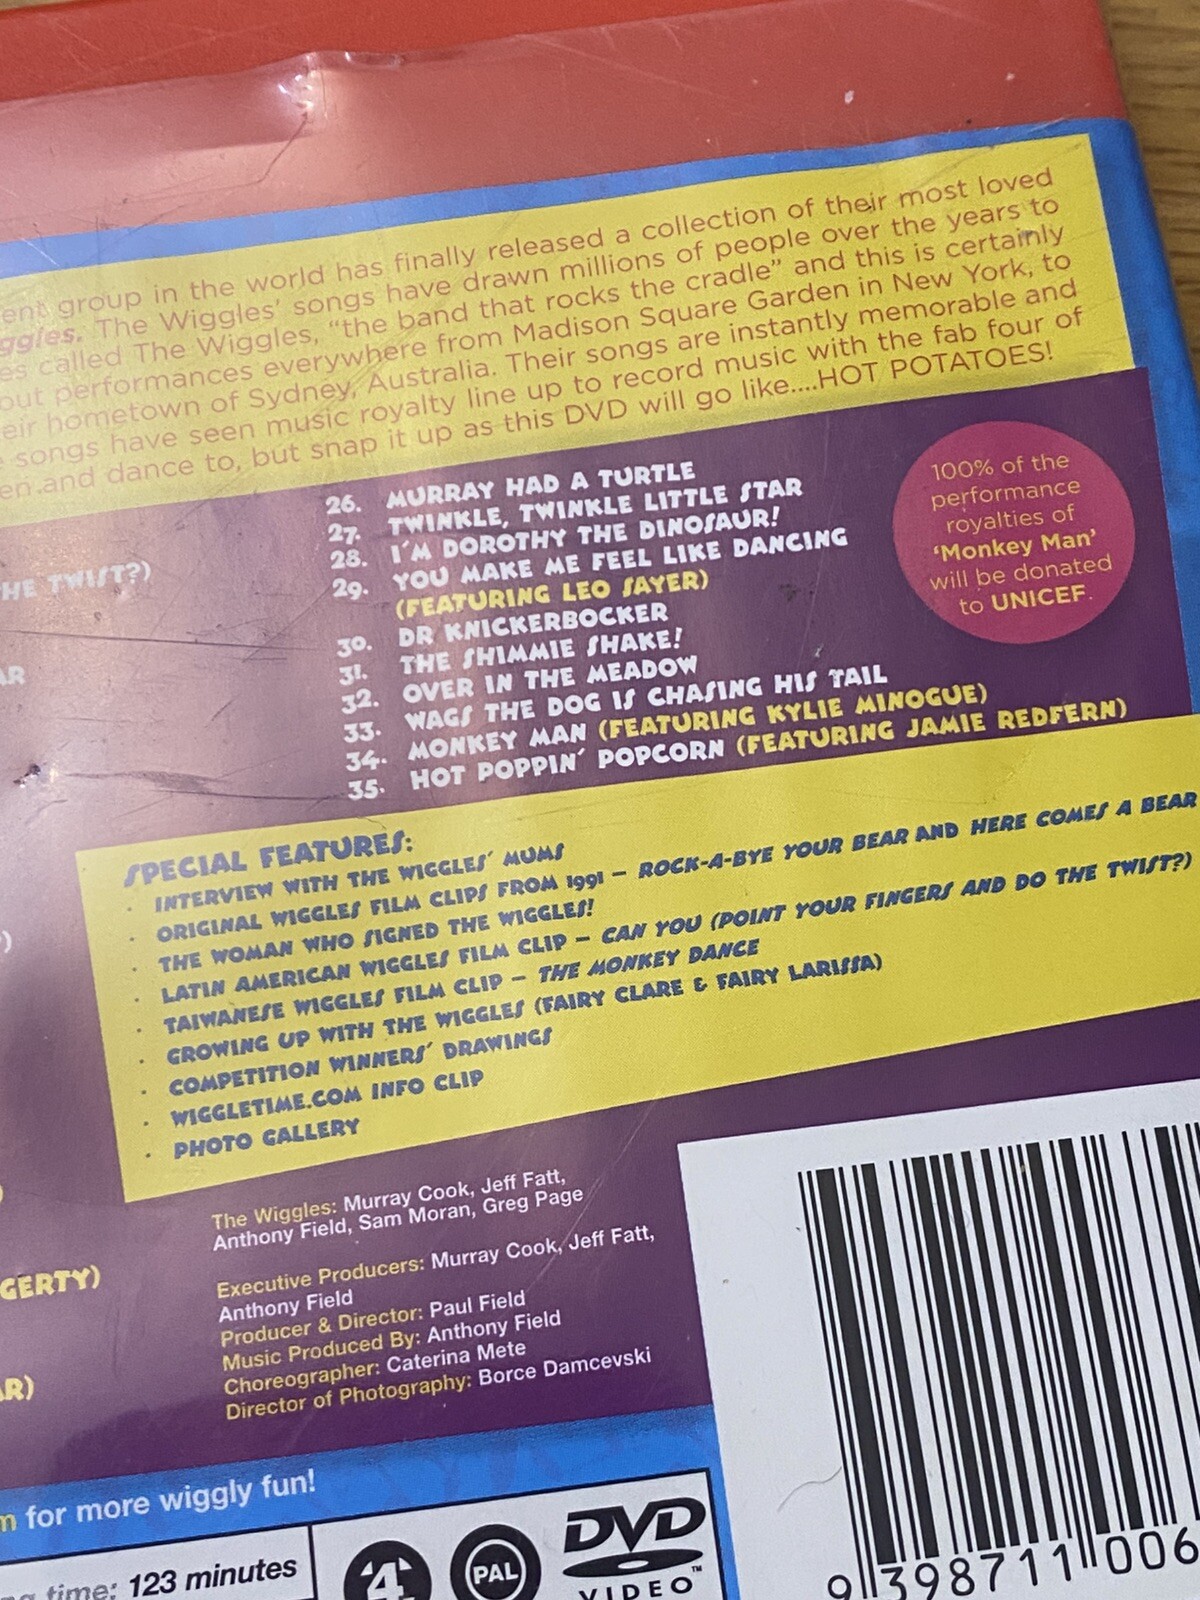 ent group in the world has finally released a collection of their most loved
ggles. The Wiggles' songs have drawn millions of people over the years to
es called The Wiggles, "the band that rocks the cradle" and this is certainly
out performances everywhere from Madison Square Garden in New York, to
eir hometown of Sydney, Australia. Their songs are instantly memorable and
songs have seen music royalty line up to record music with the fab four of
en and dance to, but snap it up as this DVD will go like....HOT POTATOES!
HE TWIST?)
AR
)
GERTY)
AR)
26. MURRAY HAD A TURTLE
27. TWINKLE, TWINKLE LITTLE STAR
28. I'M DOROTHY THE DINOSAUR!
29. YOU MAKE ME FEEL LIKE DANCING
(FEATURING LEO SAYER)
30. DR KNICKERBOCKER
31. THE SHIMMIE SHAKE!
32. OVER IN THE MEADOW
33. WAGS THE DOG IS CHASING HIS TAIL
34. MONKEY MAN (FEATURING KYLIE MINOGUE)
35. HOT POPPIN' POPCORN (FEATURING JAMIE REDFERN)
100% of the
performance
royalties of
'Monkey Man'
will be donated
to UNICEF.
SPECIAL FEATURES:
· INTERVIEW WITH THE WIGGLES' MUMS
· ORIGINAL WIGGLES FILM CLIPS FROM 1991 – ROCK-A-BYE YOUR BEAR AND HERE COMES A BEAR
· THE WOMAN WHO SIGNED THE WIGGLES!
· LATIN AMERICAN WIGGLES FILM CLIP – CAN YOU (POINT YOUR FINGERS AND DO THE TWIST?)
· TAIWANESE WIGGLES FILM CLIP – THE MONKEY DANCE
· GROWING UP WITH THE WIGGLES (FAIRY CLARE & FAIRY LARISSA)
· COMPETITION WINNERS' DRAWINGS
· WIGGLETIME.COM INFO CLIP
· PHOTO GALLERY
The Wiggles: Murray Cook, Jeff Fatt,
Anthony Field, Sam Moran, Greg Page
Executive Producers: Murray Cook, Jeff Fatt,
Anthony Field
Producer & Director: Paul Field
Music Produced By: Anthony Field
Choreographer: Caterina Mete
Director of Photography: Borce Damcevski
m for more wiggly fun!
ng time: 123 minutes
4
PAL
DVD
VIDEO™
9 398711 006